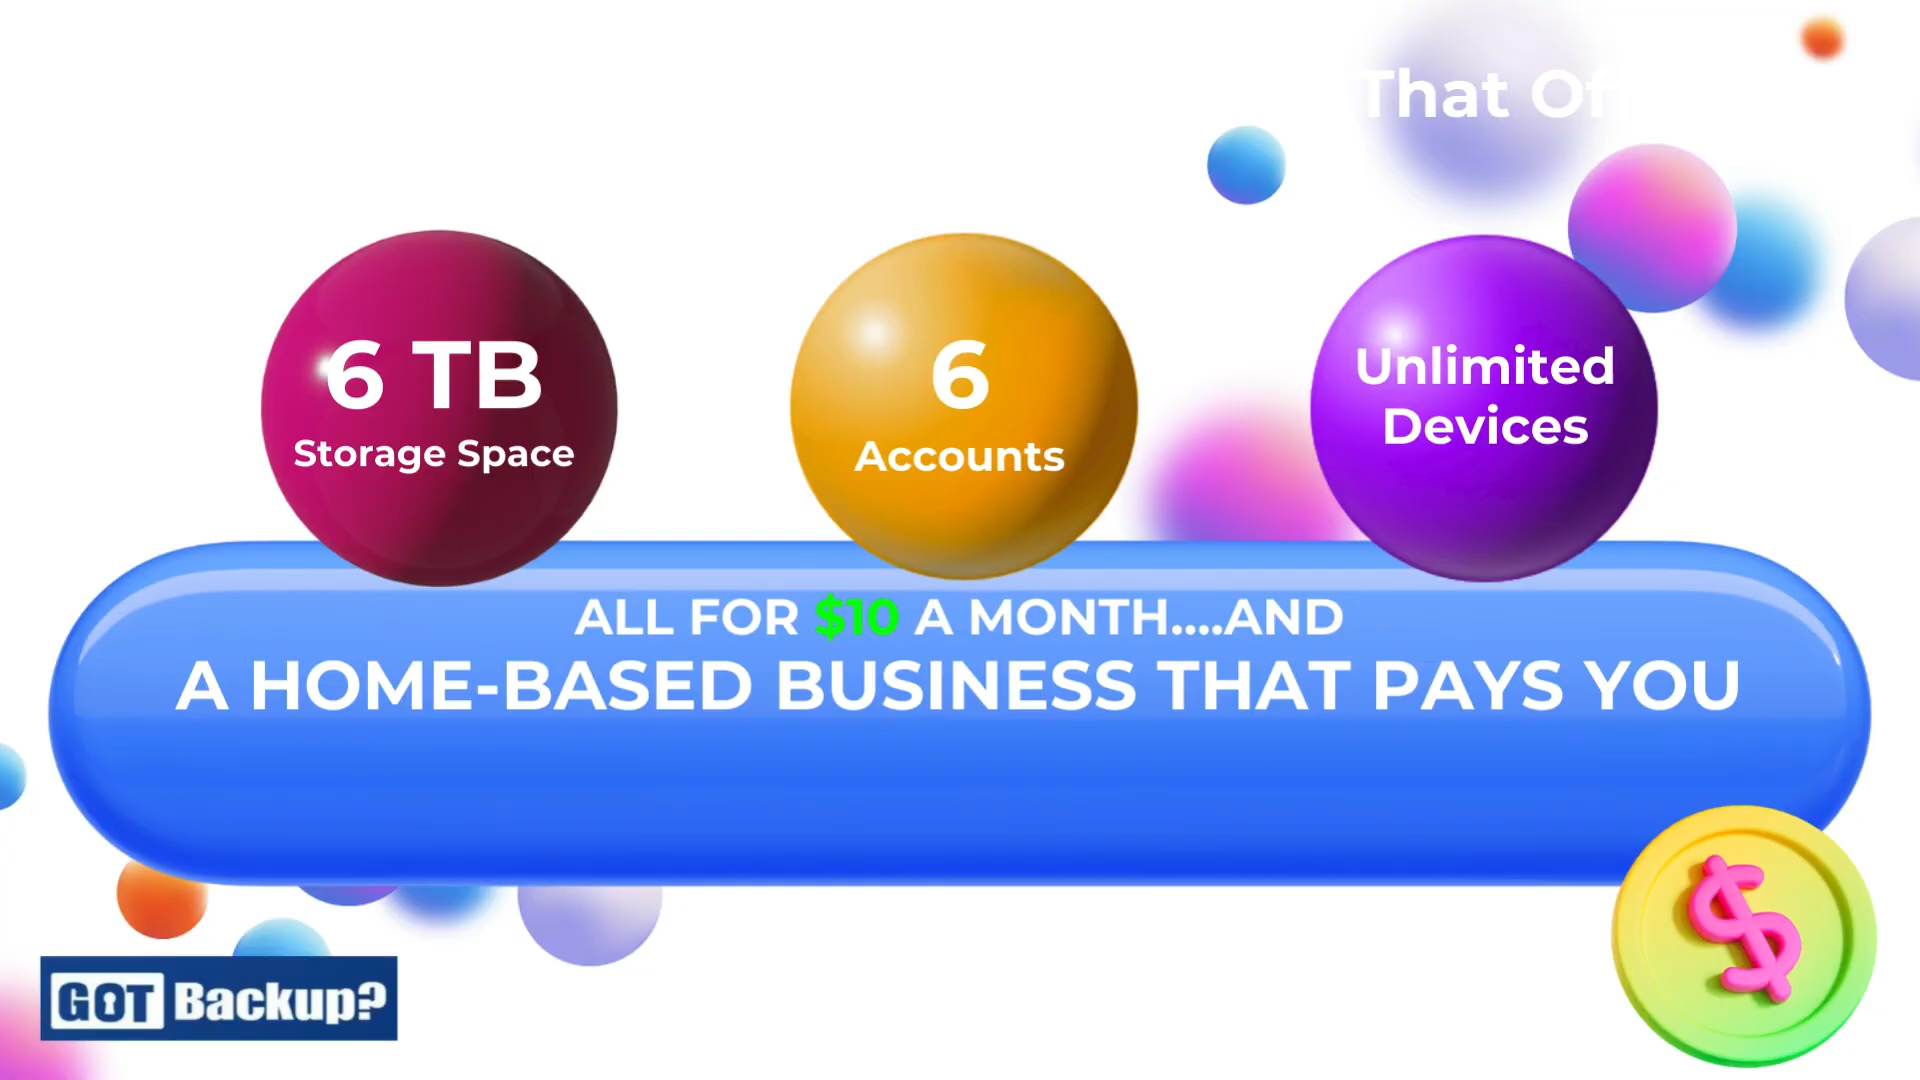 That Of
6 TB
Storage Space
6
Accounts
Unlimited
Devices
ALL FOR $10 A MONTH....AND
A HOME-BASED BUSINESS THAT PAYS YOU
GOT Backup?